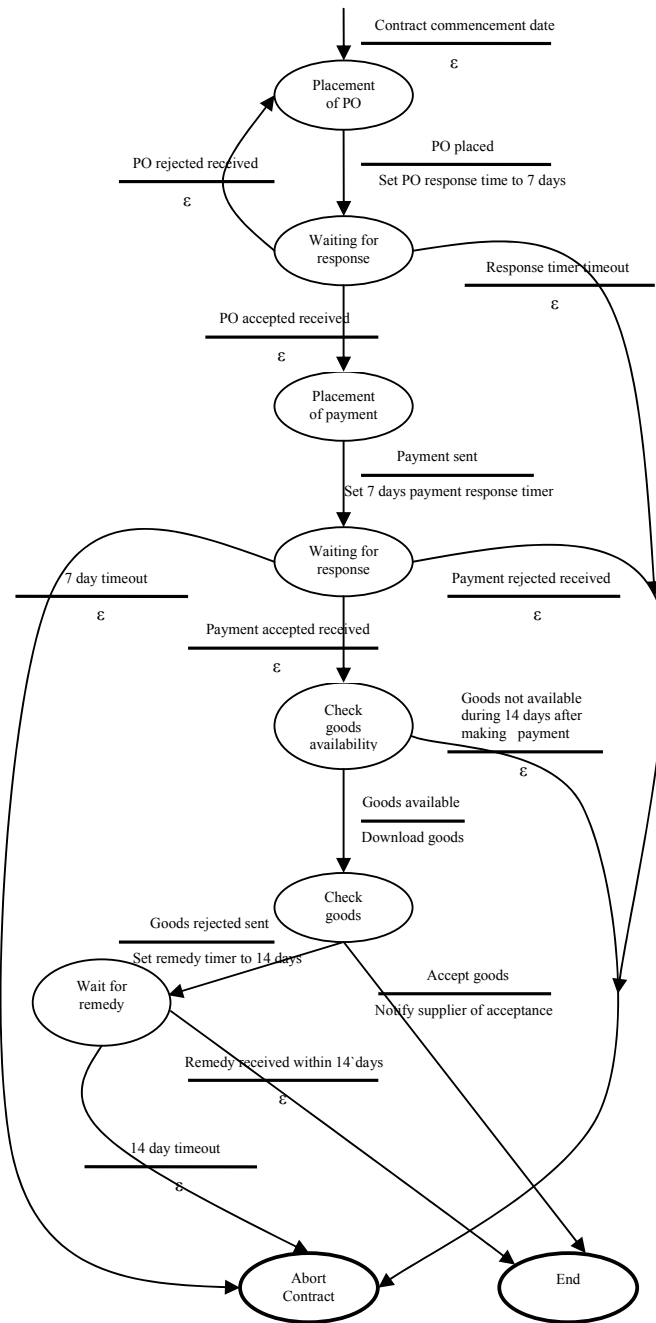 Contract commencement date
ε
Placement
of PO
PO rejected received
ε
PO placed
Set PO response time to 7 days
Waiting for
response
Response timer timeout
ε
PO accepted received
ε
Placement
of payment
Payment sent
Set 7 days payment response timer
Waiting for
response
7 day timeout
ε
Payment rejected received
ε
Payment accepted received
ε
Check
goods
availability
Goods not available
during 14 days after
making payment
ε
Goods available
Download goods
Check
goods
Goods rejected sent
Set remedy timer to 14 days
Wait for
remedy
Accept goods
Notify supplier of acceptance
Remedy received within 14`days
ε
14 day timeout
ε
Abort
Contract
End